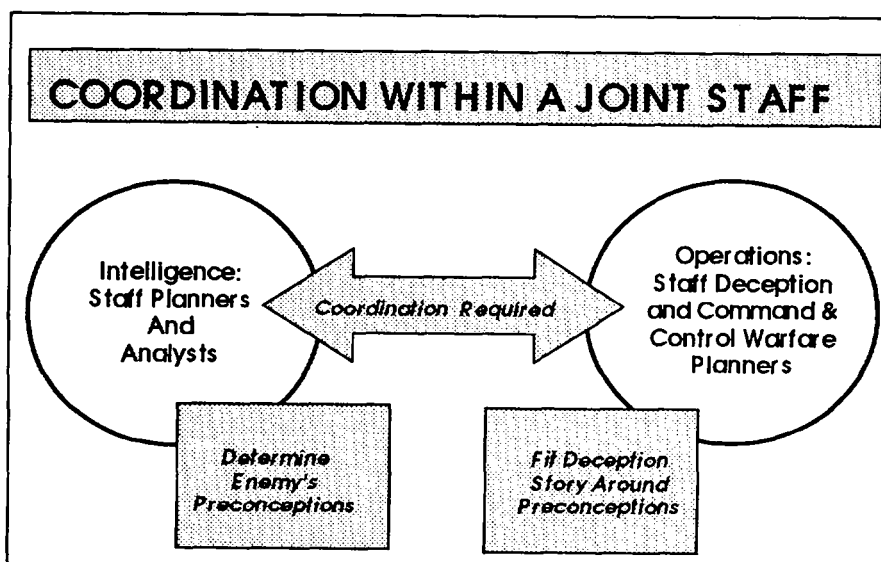 COORDINATION WITHIN A JOINT STAFF
Intelligence:
Staff Planners
And
Analysts
Coordination Required
Operations:
Staff Deception
and Command &
Control Warfare
Planners
Determine
Enemy's
Preconceptions
Fit Deception
Story Around
Preconceptions